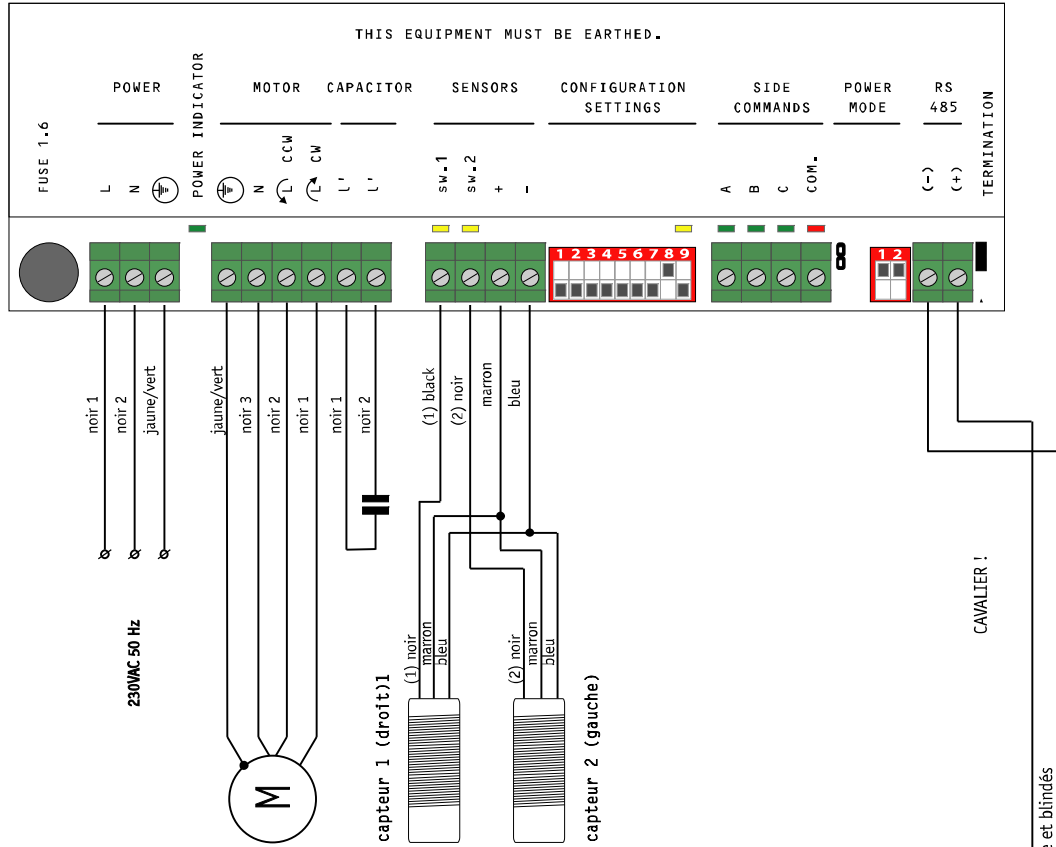 THIS EQUIPMENT MUST BE EARTHED.
POWER
MOTOR
CAPACITOR
SENSORS
CONFIGURATION
SETTINGS
SIDE
COMMANDS
POWER
MODE
RS
485
FUSE 1.6
L
N
POWER INDICATOR
N
L CCW
L CW
L'
L'
sw.1
sw.2
+
-
A
B
C
COM.
(-)
(+)
TERMINATION
1 2 3 4 5 6 7 8 9
1 2
noir 1
noir 2
jaune/vert
jaune/vert
noir 3
noir 2
noir 1
noir 1
noir 2
(1) black
(2) noir
marron
bleu
230VAC 50 Hz
M
(1) noir
marron
bleu
(2) noir
marron
bleu
capteur 1 (droit)1
capteur 2 (gauche)
CAVALIER !
et blindés